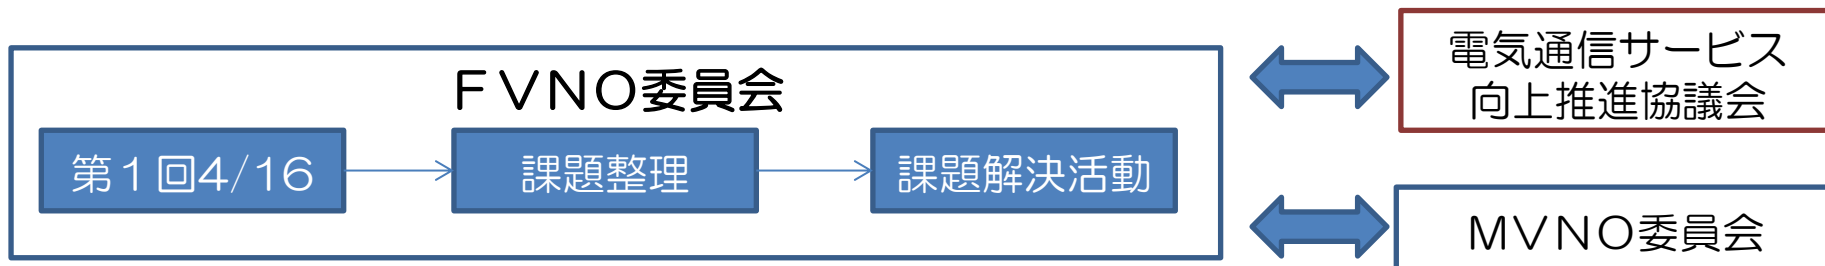 ＦＶＮＯ委員会
第１回4/16
課題整理
課題解決活動
電気通信サービス
向上推進協議会
ＭＶＮＯ委員会